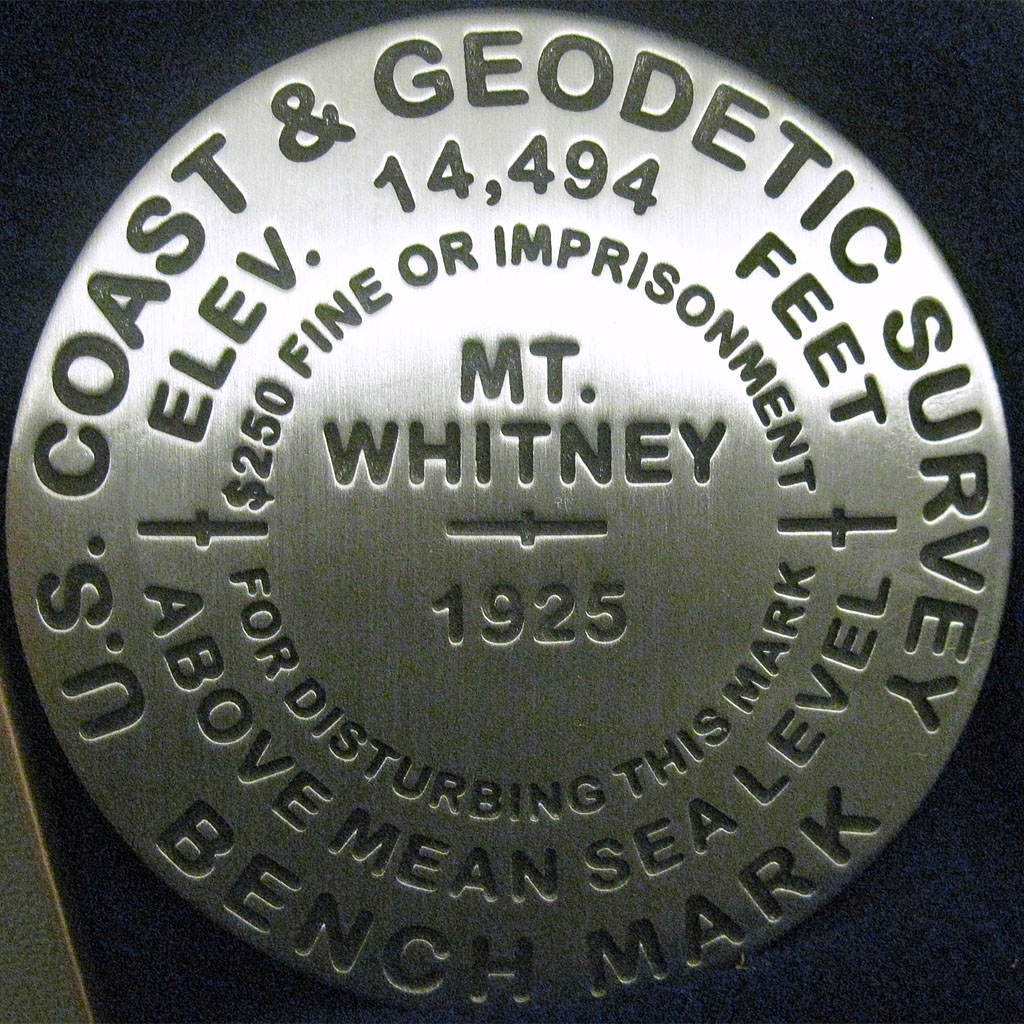 U.S. COAST & GEODETIC SURVEY
BENCH MARK
ELEV. 14,494 FEET
ABOVE MEAN SEA LEVEL
$250 FINE OR IMPRISONMENT
FOR DISTURBING THIS MARK
MT.
WHITNEY
1925